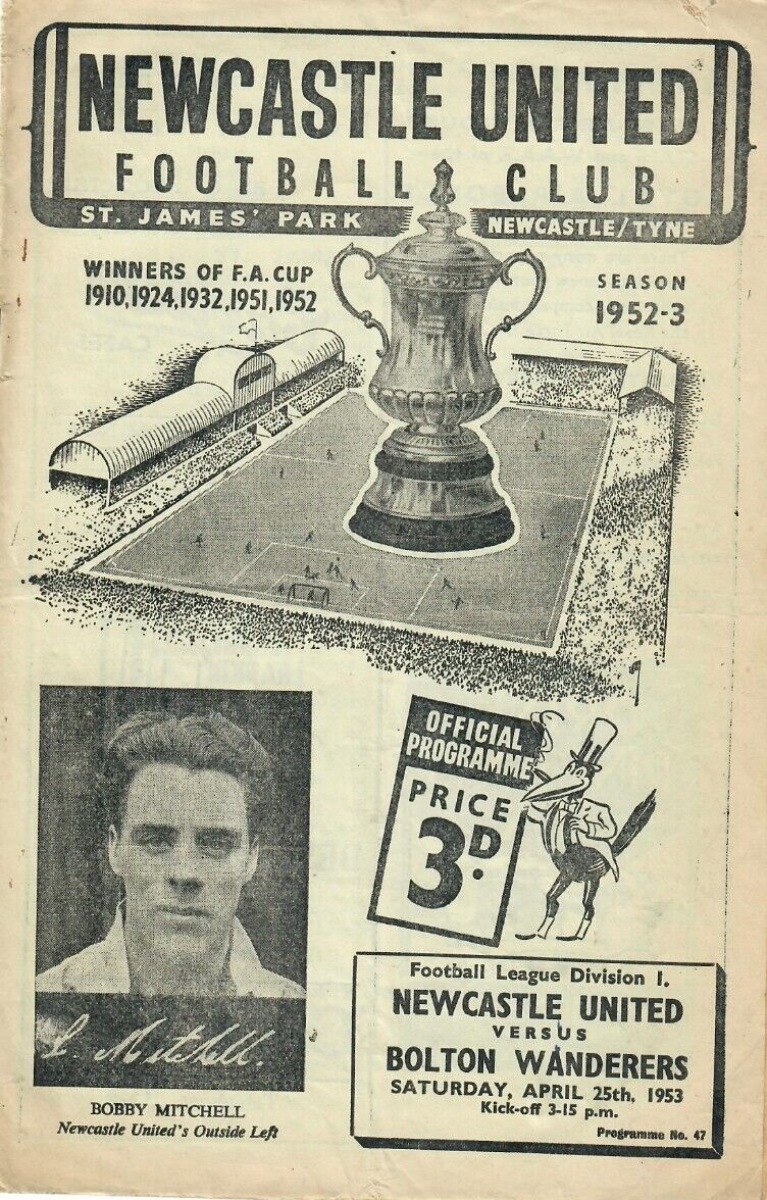 NEWCASTLE UNITED
FOOTBALL CLUB
ST. JAMES' PARK
NEWCASTLE/TYNE
WINNERS OF F.A. CUP
1910,1924,1932,1951,1952
SEASON
1952-3
OFFICIAL
PROGRAMME
PRICE
3D.
Mitchell.
BOBBY MITCHELL
Newcastle United's Outside Left
Football League Division I.
NEWCASTLE UNITED
VERSUS
BOLTON WANDERERS
SATURDAY, APRIL 25th, 1953
Kick-off 3-15 p.m.
Programme No. 47